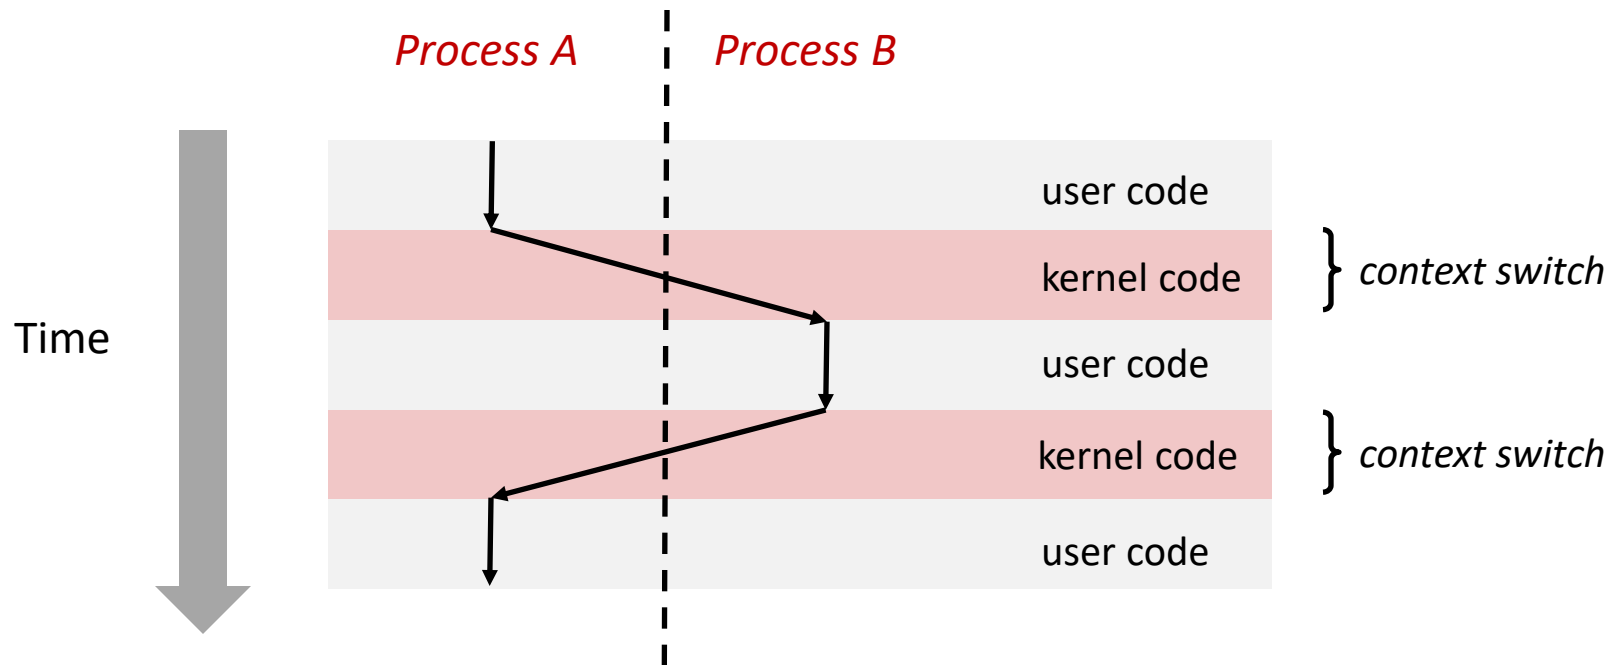 Process A
Process B
user code
kernel code
context switch
Time
user code
kernel code
context switch
user code